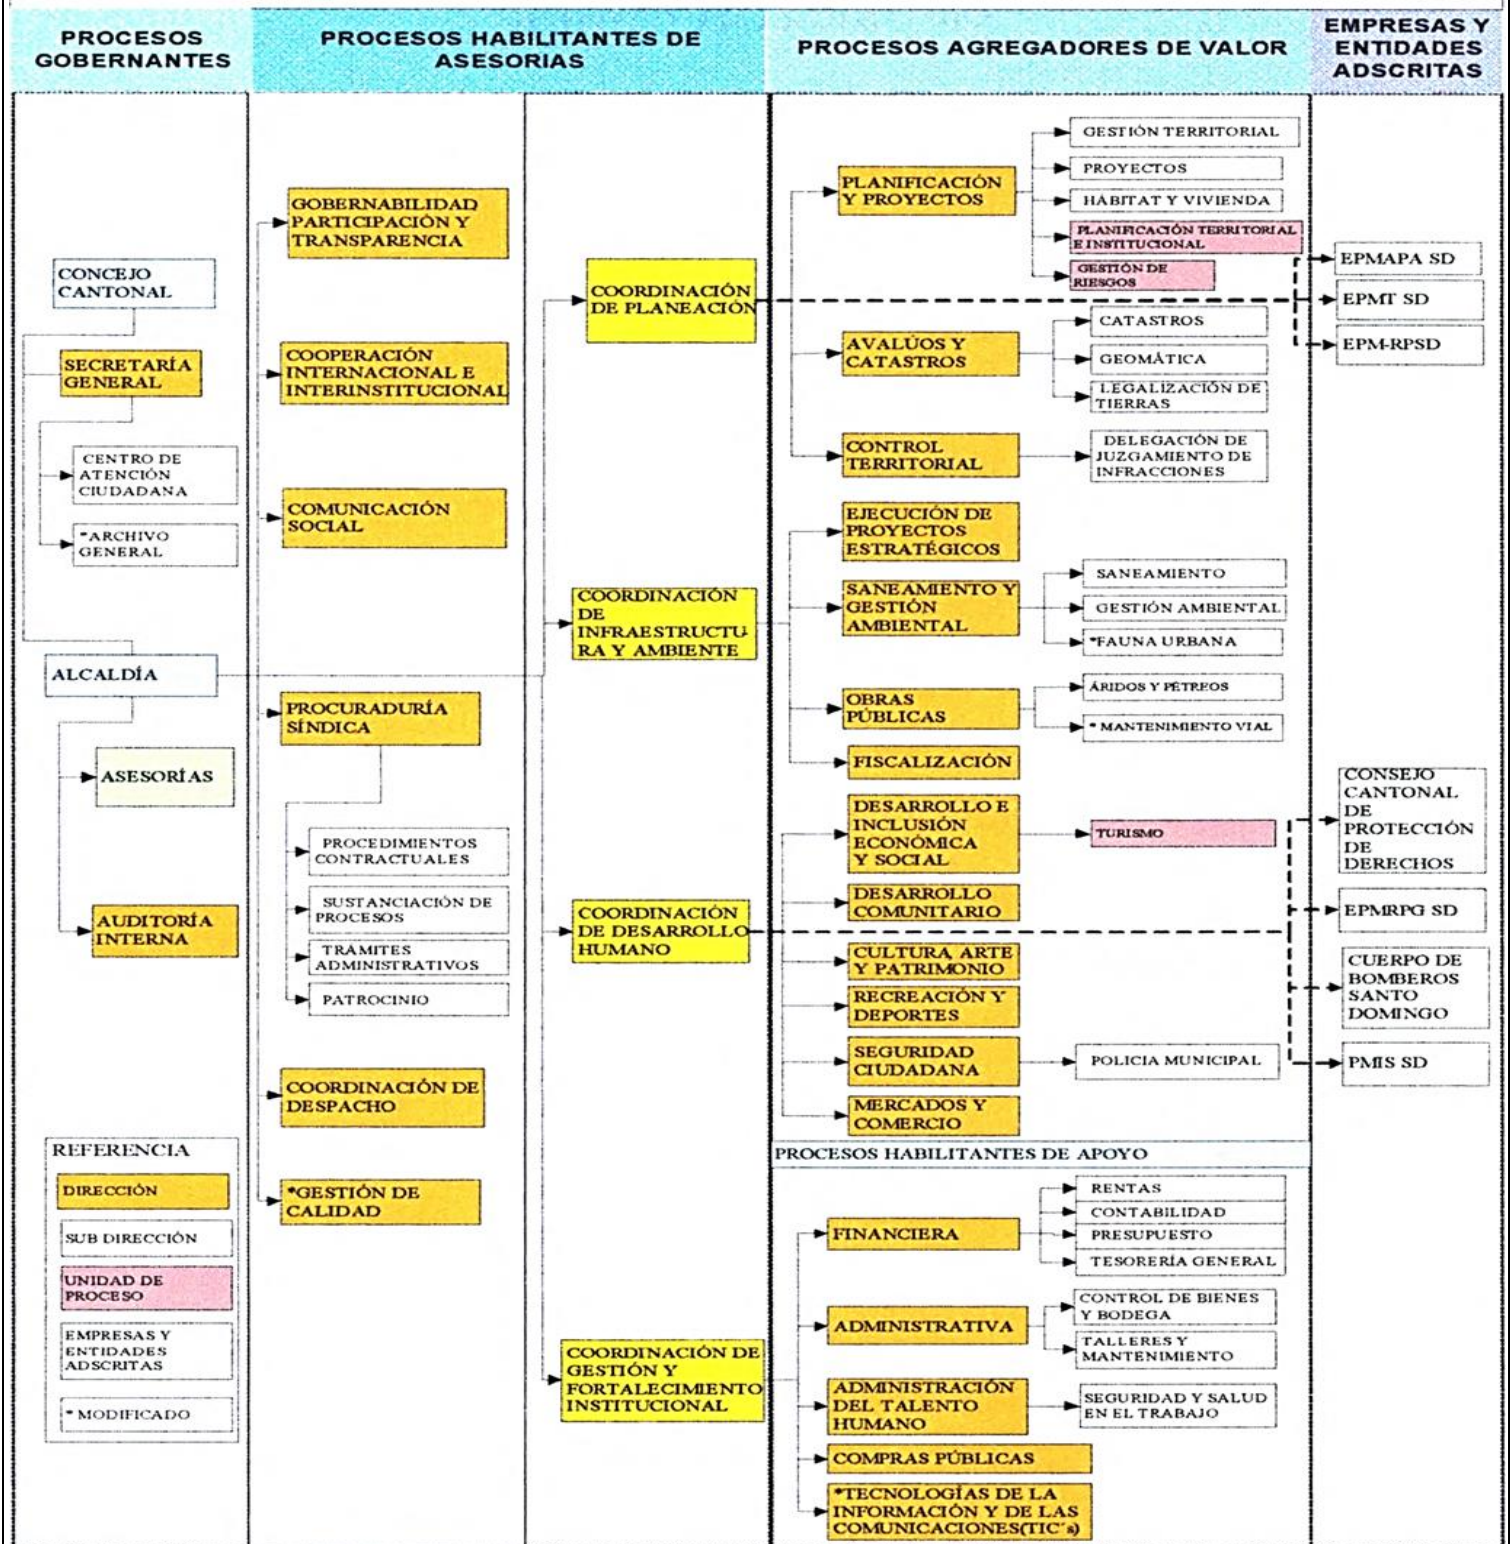 PROCESOS
GOBERNANTES
PROCESOS HABILITANTES DE
ASESORIAS
PROCESOS AGREGADORES DE VALOR
EMPRESAS Y
ENTIDADES
ADSCRITAS
CONCEJO
CANTONAL
SECRETARÍA
GENERAL
CENTRO DE
ATENCIÓN
CIUDADANA
*ARCHIVO
GENERAL
ALCALDÍA
ASESORÍAS
AUDITORÍA
INTERNA
REFERENCIA
DIRECCIÓN
SUB DIRECCIÓN
UNIDAD DE
PROCESO
EMPRESAS Y
ENTIDADES
ADSCRITAS
* MODIFICADO
GOBERNABILIDAD
PARTICIPACIÓN Y
TRANSPARENCIA
COOPERACIÓN
INTERNACIONAL E
INTERINSTITUCIONAL
COMUNICACIÓN
SOCIAL
PROCURADURÍA
SÍNDICA
PROCEDIMIENTOS
CONTRACTUALES
SUSTANCIACIÓN DE
PROCESOS
TRAMITES
ADMINISTRATIVOS
PATROCINIO
COORDINACIÓN DE
DESPACHO
*GESTIÓN DE
CALIDAD
COORDINACIÓN
DE PLANEACIÓN
COORDINACIÓN
DE
INFRAESTRUCTU-
RA Y AMBIENTE
COORDINACIÓN
DE DESARROLLO
HUMANO
COORDINACIÓN DE
GESTIÓN Y
FORTALECIMIENTO
INSTITUCIONAL
PLANIFICACIÓN
Y PROYECTOS
GESTIÓN TERRITORIAL
PROYECTOS
HÁBITAT Y VIVIENDA
PLANIFICACIÓN TERRITORIAL
E INSTITUCIONAL
GESTIÓN DE
RIESGOS
AVALÚOS Y
CATASTROS
CATASTROS
GEOMÁTICA
LEGALIZACIÓN DE
TIERRAS
CONTROL
TERRITORIAL
DELEGACIÓN DE
JUZGAMIENTO DE
INFRACCIONES
EJECUCIÓN DE
PROYECTOS
ESTRATÉGICOS
SANEAMIENTO Y
GESTIÓN
AMBIENTAL
SANEAMIENTO
GESTIÓN AMBIENTAL
*FAUNA URBANA
OBRAS
PÚBLICAS
ÁRIDOS Y PÉTREOS
* MANTENIMIENTO VIAL
FISCALIZACIÓN
DESARROLLO E
INCLUSIÓN
ECONÓMICA
Y SOCIAL
TURISMO
DESARROLLO
COMUNITARIO
CULTURA, ARTE
Y PATRIMONIO
RECREACIÓN Y
DEPORTES
SEGURIDAD
CIUDADANA
POLICIA MUNICIPAL
MERCADOS Y
COMERCIO
PROCESOS HABILITANTES DE APOYO
FINANCIERA
RENTAS
CONTABILIDAD
PRESUPUESTO
TESORERÍA GENERAL
ADMINISTRATIVA
CONTROL DE BIENES
Y BODEGA
TALLERES Y
MANTENIMIENTO
ADMINISTRACIÓN
DEL TALENTO
HUMANO
SEGURIDAD Y SALUD
EN EL TRABAJO
COMPRAS PÚBLICAS
*TECNOLOGÍAS DE LA
INFORMACIÓN Y DE LAS
COMUNICACIONES(TIC´s)
EPMAPA SD
EPMT SD
EPM-RPSD
CONSEJO
CANTONAL
DE
PROTECCIÓN
DE
DERECHOS
EPMRPG SD
CUERPO DE
BOMBEROS
SANTO
DOMINGO
PMIS SD